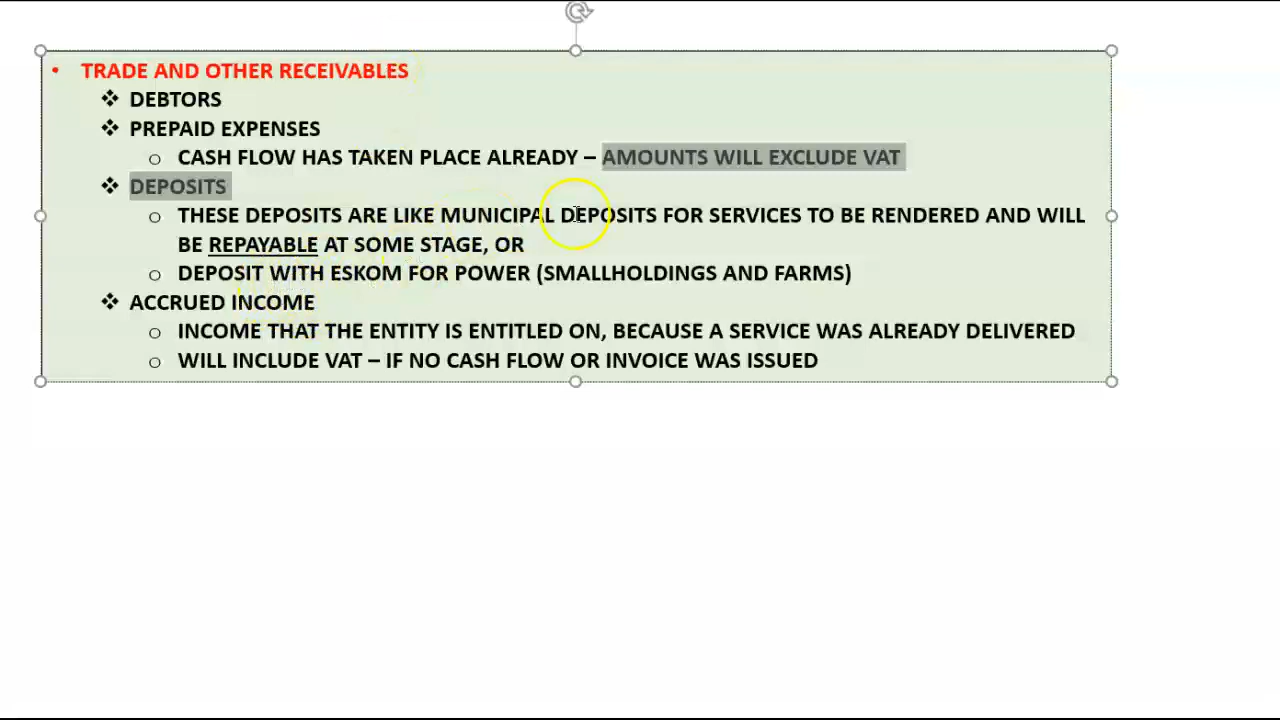 • TRADE AND OTHER RECEIVABLES
❖ DEBTORS
❖ PREPAID EXPENSES
o CASH FLOW HAS TAKEN PLACE ALREADY – AMOUNTS WILL EXCLUDE VAT
❖ DEPOSITS
o THESE DEPOSITS ARE LIKE MUNICIPAL DEPOSITS FOR SERVICES TO BE RENDERED AND WILL
BE REPAYABLE AT SOME STAGE, OR
o DEPOSIT WITH ESKOM FOR POWER (SMALLHOLDINGS AND FARMS)
❖ ACCRUED INCOME
o INCOME THAT THE ENTITY IS ENTITLED ON, BECAUSE A SERVICE WAS ALREADY DELIVERED
o WILL INCLUDE VAT – IF NO CASH FLOW OR INVOICE WAS ISSUED